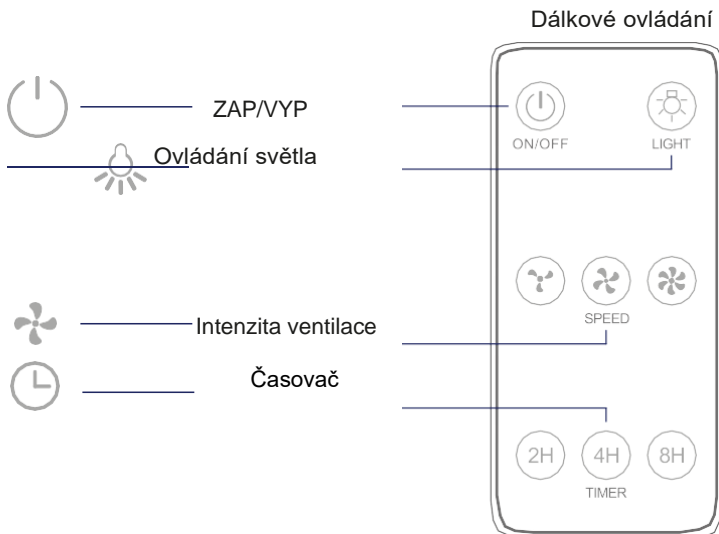 Dálkové ovládání
ZAP/VYP
ON/OFF LIGHT
Ovládání světla
SPEED
Intenzita ventilace
Časovač
2H 4H 8H
TIMER